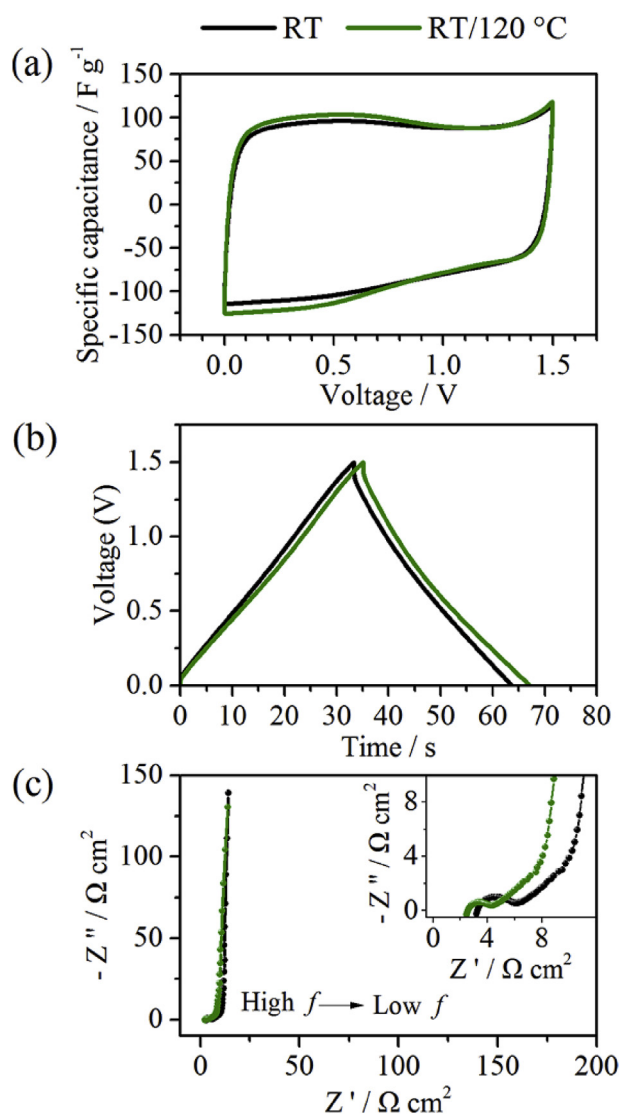 RT RT/120 °C
(a)
Specific capacitance / F g⁻¹
150
100
50
0
-50
-100
-150
0.0 0.5 1.0 1.5
Voltage / V
(b)
Voltage (V)
1.5
1.0
0.5
0.0
0 10 20 30 40 50 60 70 80
Time / s
(c)
- Z '' / Ω cm²
150
100
50
0
0 50 100 150 200
Z ' / Ω cm²
High f → Low f
- Z '' / Ω cm²
8
4
0
0 4 8
Z ' / Ω cm²